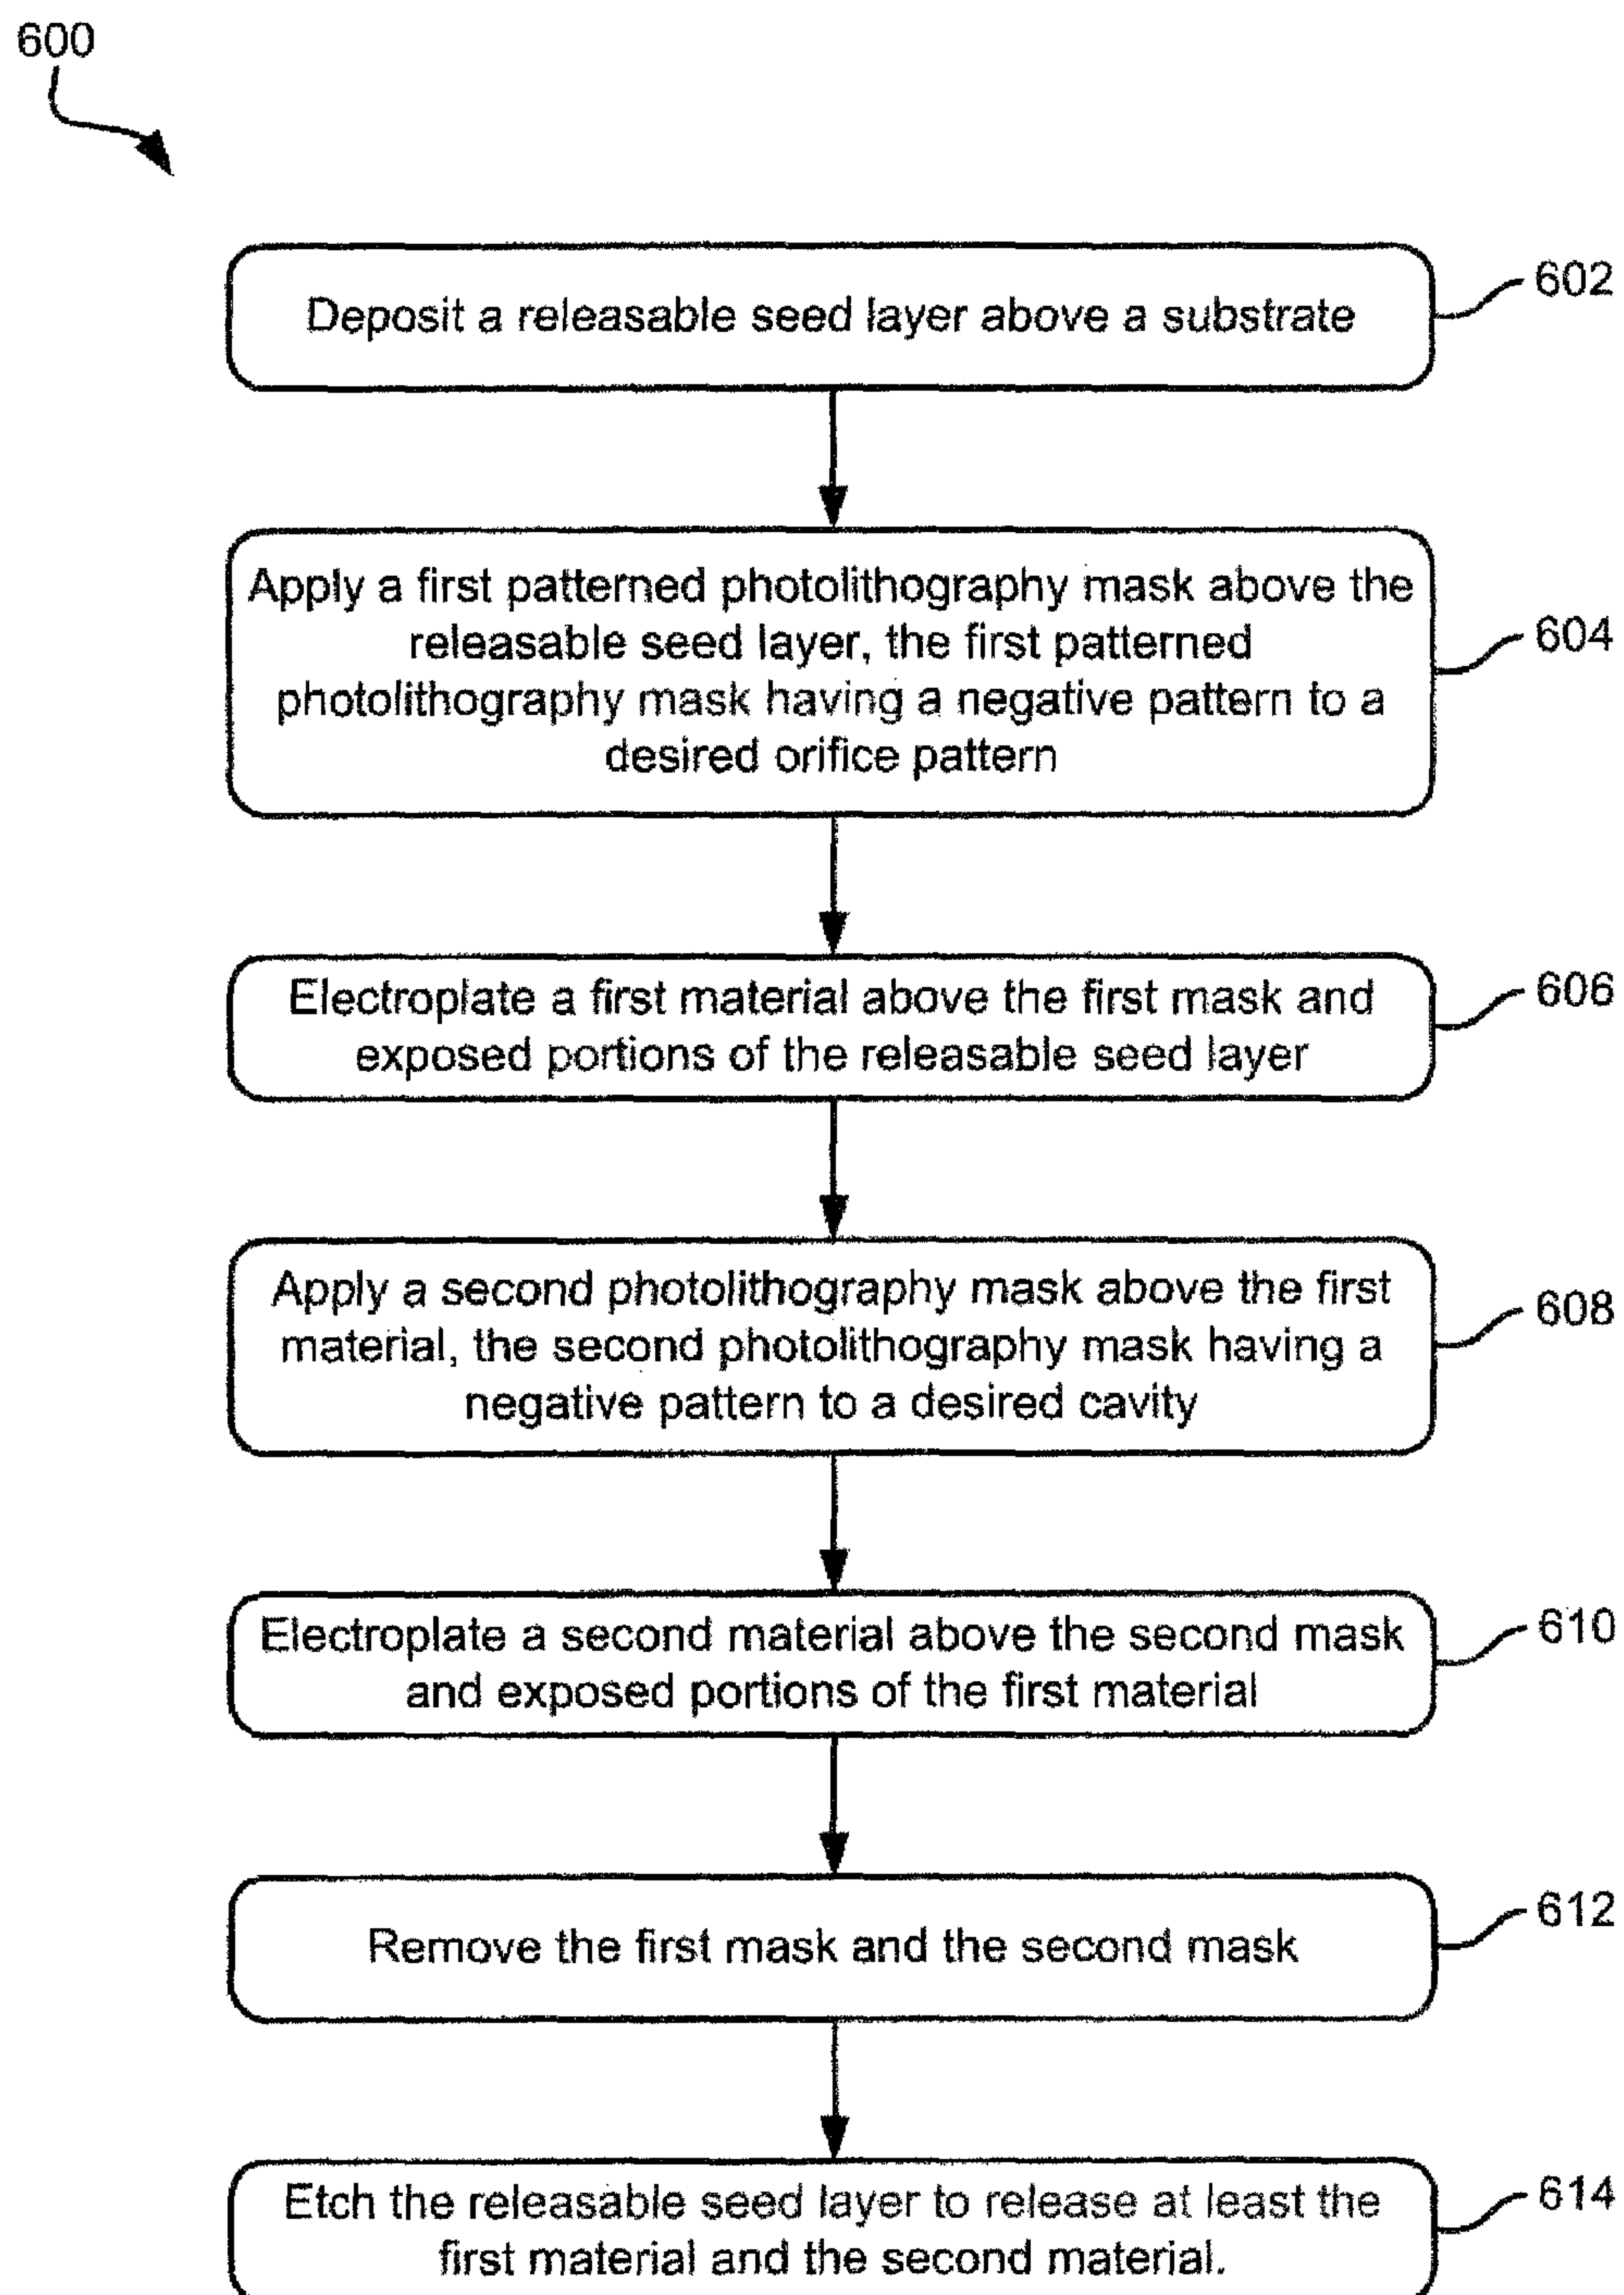 600
Deposit a releasable seed layer above a substrate
602
Apply a first patterned photolithography mask above the
releasable seed layer, the first patterned
photolithography mask having a negative pattern to a
desired orifice pattern
604
Electroplate a first material above the first mask and
exposed portions of the releasable seed layer
606
Apply a second photolithography mask above the first
material, the second photolithography mask having a
negative pattern to a desired cavity
608
Electroplate a second material above the second mask
and exposed portions of the first material
610
Remove the first mask and the second mask
612
Etch the releasable seed layer to release at least the
first material and the second material.
614